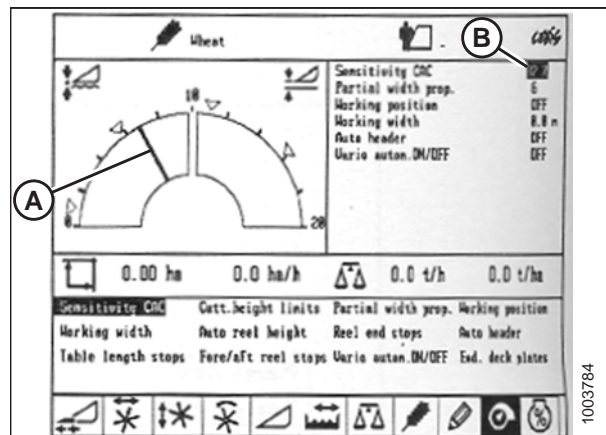 Wheat
B
A
10
0
20
Sensitivity CAC
Partial width prop. 6
Working position OFF
Working width 8.8 m
Auto header OFF
Vario autom.ON/OFF OFF
0.00 ha 0.0 ha/h 0.0 t/h 0.0 t/ha
Sensitivity CAC Cutt.height limits Partial width prop. Working position
Working width Auto reel height Reel end stops Auto header
Table length stops Fore/aft reel stops Vario autom.ON/OFF End. deck plates
%
1003784